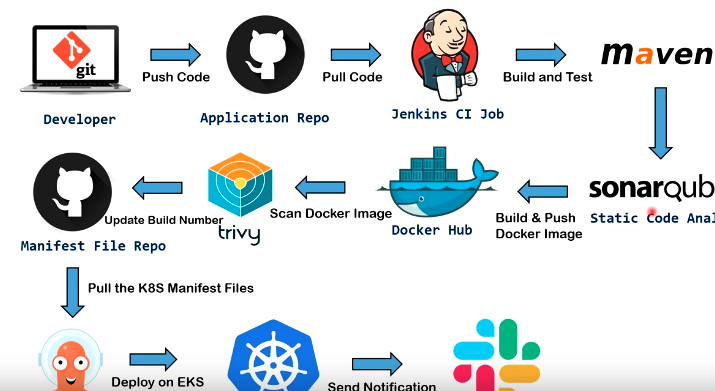 git
Push Code
Pull Code
Build and Test
maven
Developer
Application Repo
Jenkins CI Job
sonarqub
Update Build Number
Scan Docker Image
Build & Push
Docker Image
Static Code Anal
trivy
Docker Hub
Manifest File Repo
Pull the K8S Manifest Files
Deploy on EKS
Send Notification